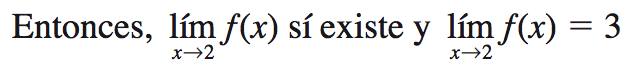 Entonces, lím x→2 f(x) sí existe y lím x→2 f(x) = 3